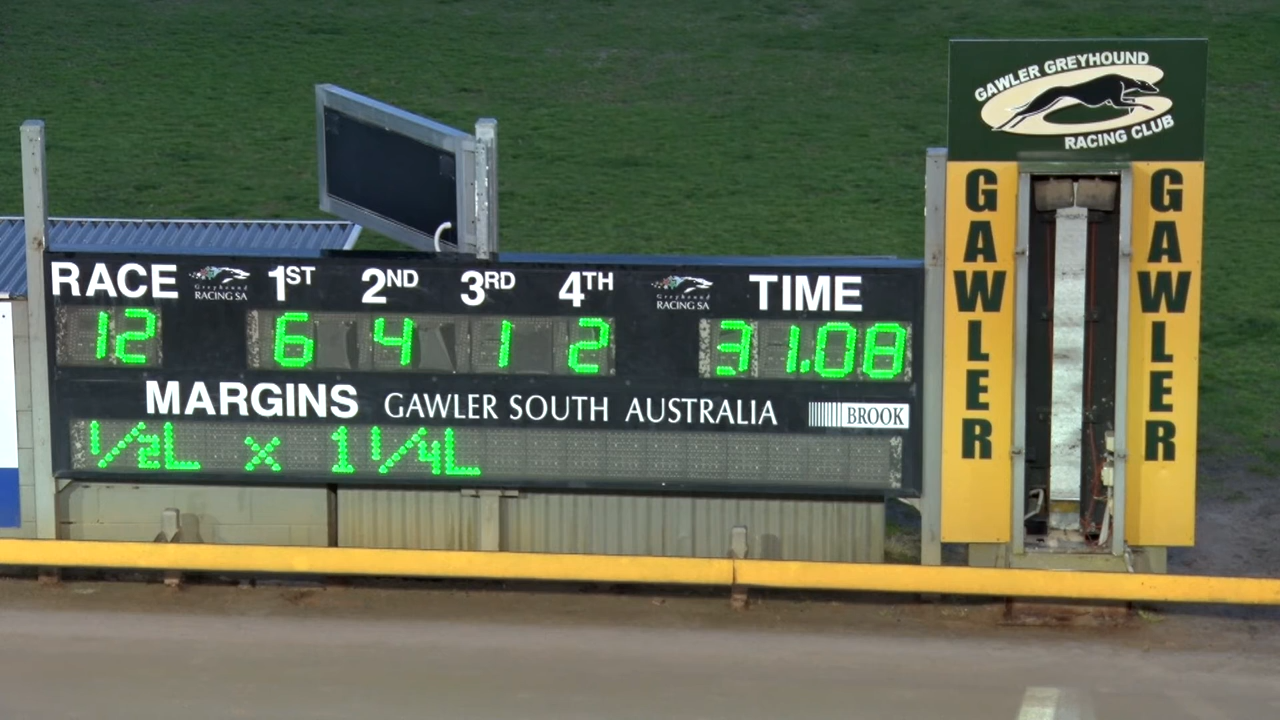 GAWLER GREYHOUND
RACING CLUB
GAWLER
GAWLER
RACE
Greyhound
RACING SA
1ST
2ND
3RD
4TH
Greyhound
RACING SA
TIME
12 6 4 1 2 31.08
MARGINS GAWLER SOUTH AUSTRALIA BROOK
1/2L x 1 1/4L